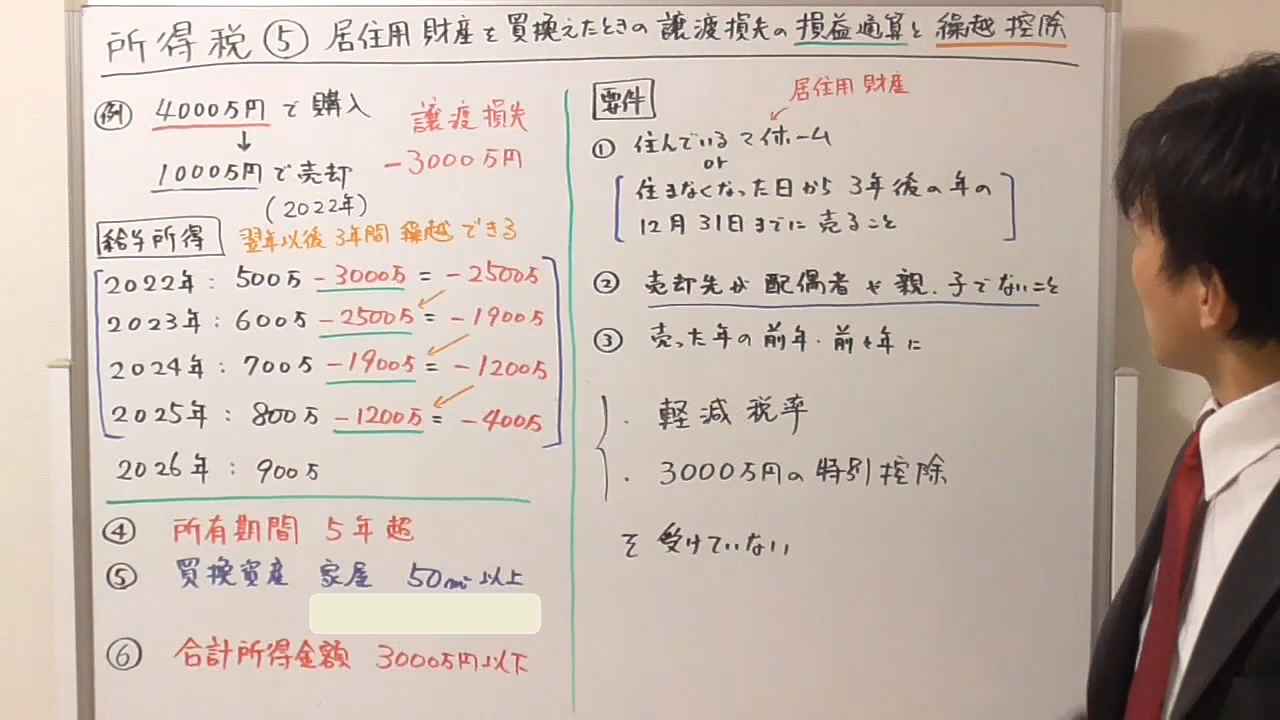 所得税⑤ 居住用財産を買換えたときの譲渡損失の損益通算と繰越控除
例 4000万円で購入
↓
1000万円で売却
(2022年)
譲渡損失
-3000万円
給与所得 翌年以後3年間繰越できる
2022年: 500万-3000万=-2500万
2023年: 600万-2500万=-1900万
2024年: 700万-1900万=-1200万
2025年: 800万-1200万=-400万
2026年: 900万
④ 所有期間 5年超
⑤ 買換資産 家屋 50m²以上
⑥ 合計所得金額 3000万円以下
要件
居住用財産
① 住んでいるマイホーム
or
住まなくなった日から3年後の年の
12月31日までに売ること
② 売却先が配偶者や親、子でないこと
③ 売った年の前年・前々年に
・軽減税率
・3000万円の特別控除
を受けていない